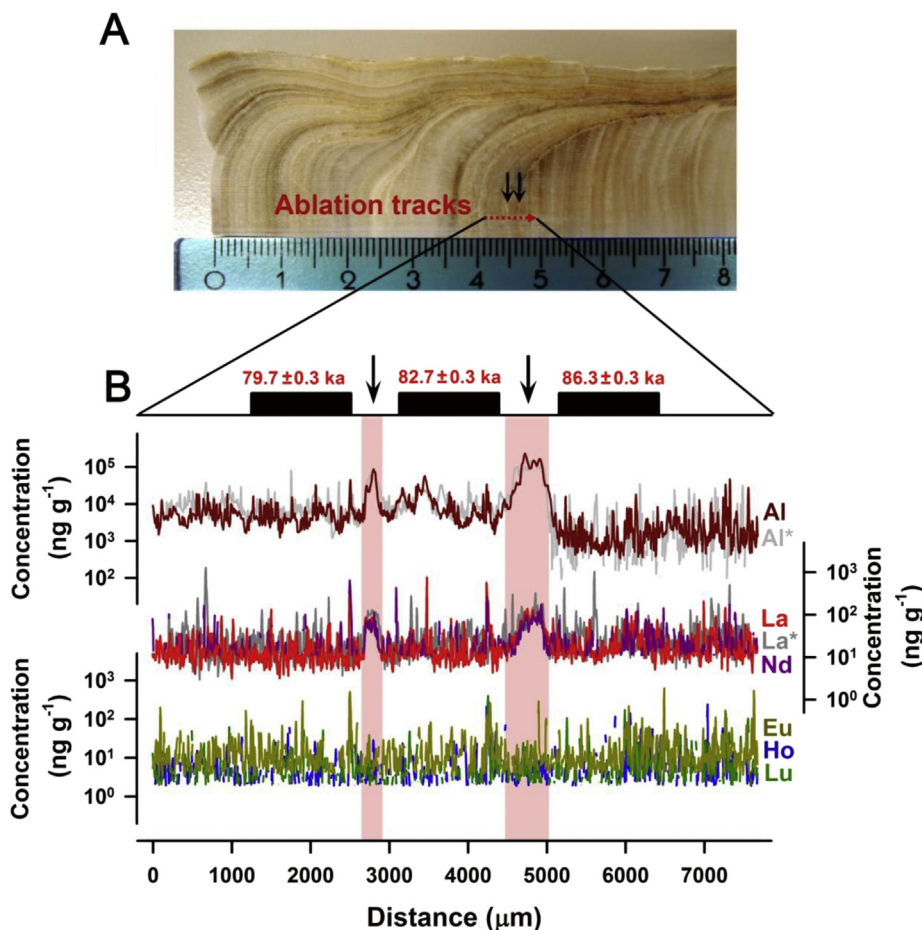 A
Ablation tracks
0 1 2 3 4 5 6 7 8
B
79.7±0.3 ka 82.7±0.3 ka 86.3±0.3 ka
Concentration
(ng g⁻¹)
10⁵
10⁴
10³
10²
Al
Al*
10³
10²
10¹
10⁰
Concentration
(ng g⁻¹)
La
La*
Nd
Concentration
(ng g⁻¹)
10³
10²
10¹
10⁰
Eu
Ho
Lu
0 1000 2000 3000 4000 5000 6000 7000
Distance (μm)